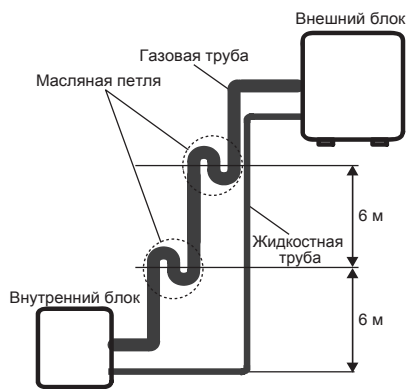 Внешний блок
Газовая труба
Масляная петля
6 м
Жидкостная
труба
Внутренний блок
6 м